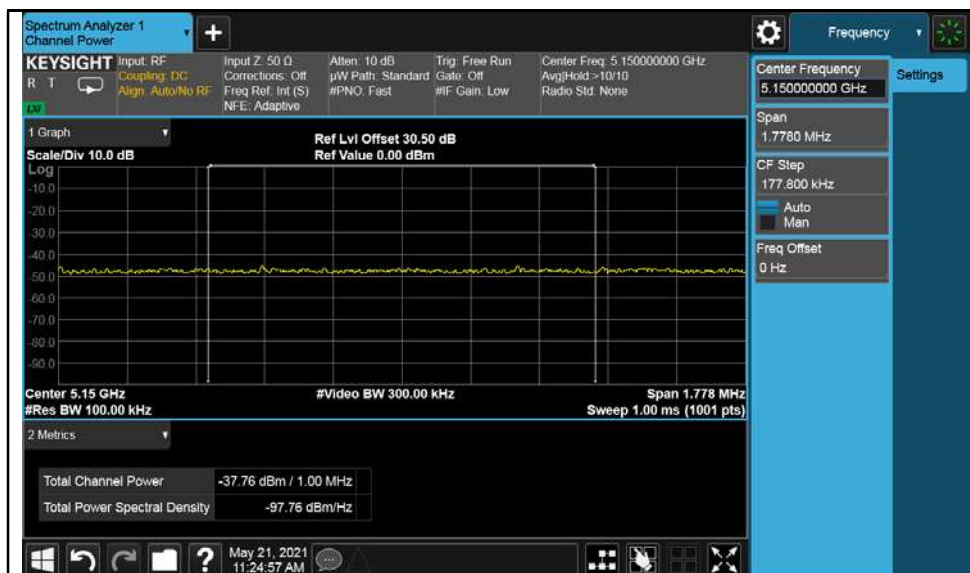 Spectrum Analyzer 1
Channel Power
+
Frequency
KEYSIGHT
R T
LXI
Input: RF
Coupling: DC
Align: Auto/No RF
Input Z: 50 Ω
Corrections: Off
Freq Ref: Int (S)
NFE: Adaptive
Atten: 10 dB
µW Path: Standard
#PNO: Fast
Trig: Free Run
Gate: Off
#IF Gain: Low
Center Freq: 5.150000000 GHz
Avg|Hold:>10/10
Radio Std: None
Center Frequency
5.150000000 GHz
Settings
Span
1.7780 MHz
CF Step
177.800 kHz
Auto
Man
Freq Offset
0 Hz
1 Graph
Scale/Div 10.0 dB
Ref Lvl Offset 30.50 dB
Ref Value 0.00 dBm
Log
-10.0
-20.0
-30.0
-40.0
-50.0
-60.0
-70.0
-80.0
-90.0
Center 5.15 GHz
#Res BW 100.00 kHz
#Video BW 300.00 kHz
Span 1.778 MHz
Sweep 1.00 ms (1001 pts)
2 Metrics
Total Channel Power -37.76 dBm / 1.00 MHz
Total Power Spectral Density -97.76 dBm/Hz
?
May 21, 2021
11:24:57 AM